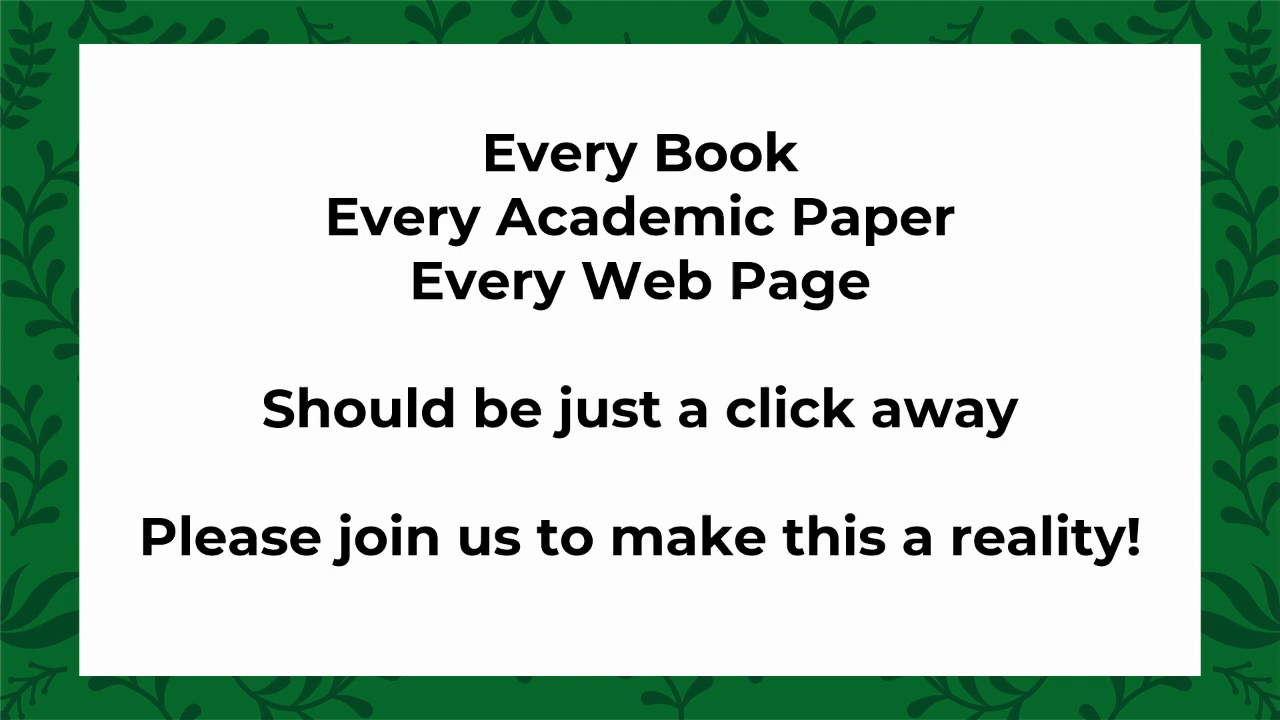 Every Book
Every Academic Paper
Every Web Page
Should be just a click away
Please join us to make this a reality!